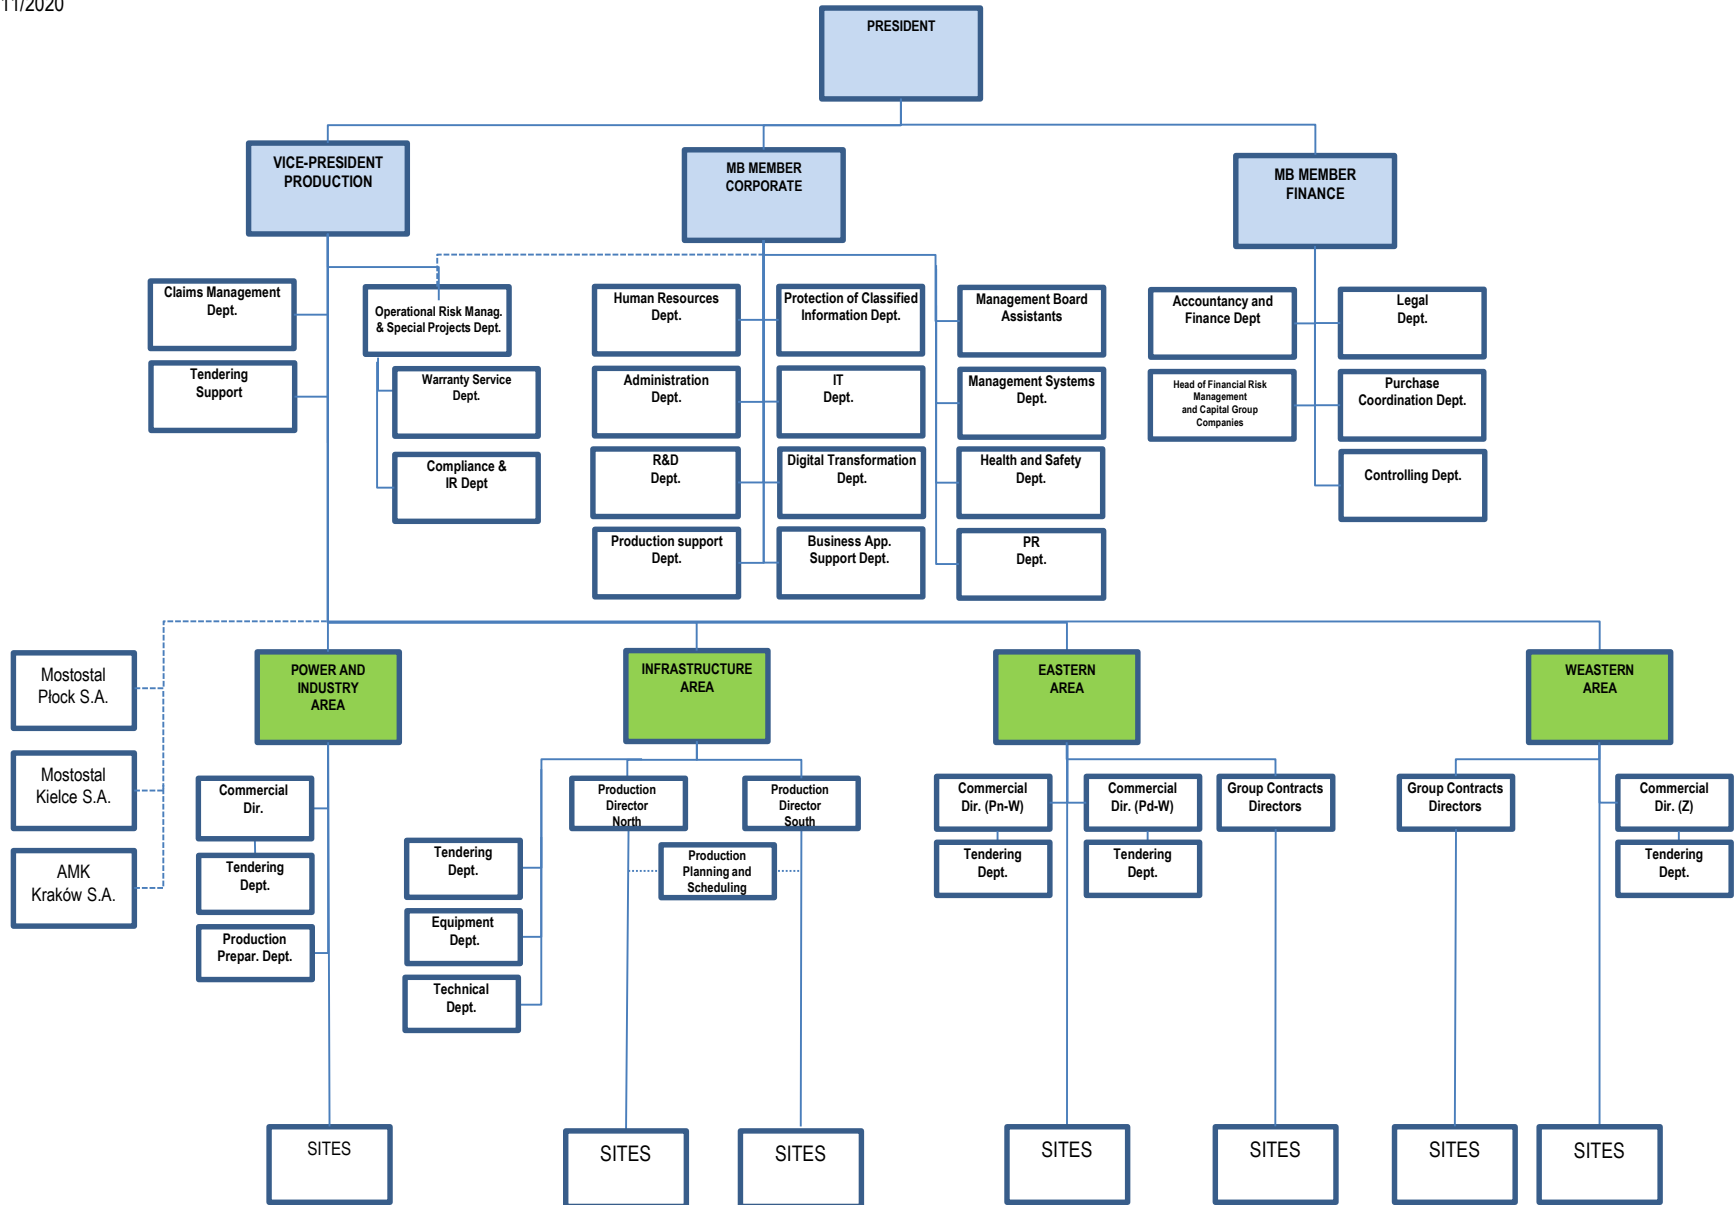 11/2020
PRESIDENT
VICE-PRESIDENT
PRODUCTION
MB MEMBER
CORPORATE
MB MEMBER
FINANCE
Claims Management
Dept.
Operational Risk Manag.
& Special Projects Dept.
Human Resources
Dept.
Protection of Classified
Information Dept.
Management Board
Assistants
Accountancy and
Finance Dept
Legal
Dept.
Tendering
Support
Warranty Service
Dept.
Administration
Dept.
IT
Dept.
Management Systems
Dept.
Head of Financial Risk
Management
and Capital Group
Companies
Purchase
Coordination Dept.
Compliance &
IR Dept
R&D
Dept.
Digital Transformation
Dept.
Health and Safety
Dept.
Controlling Dept.
Production support
Dept.
Business App.
Support Dept.
PR
Dept.
Mostostal
Płock S.A.
POWER AND
INDUSTRY
AREA
INFRASTRUCTURE
AREA
EASTERN
AREA
WEASTERN
AREA
Mostostal
Kielce S.A.
Commercial
Dir.
Production
Director
North
Production
Director
South
Commercial
Dir. (Pn-W)
Commercial
Dir. (Pd-W)
Group Contracts
Directors
Group Contracts
Directors
Commercial
Dir. (Z)
AMK
Kraków S.A.
Tendering
Dept.
Tendering
Dept.
Production
Planning and
Scheduling
Tendering
Dept.
Tendering
Dept.
Tendering
Dept.
Production
Prepar. Dept.
Equipment
Dept.
Technical
Dept.
SITES
SITES
SITES
SITES
SITES
SITES
SITES